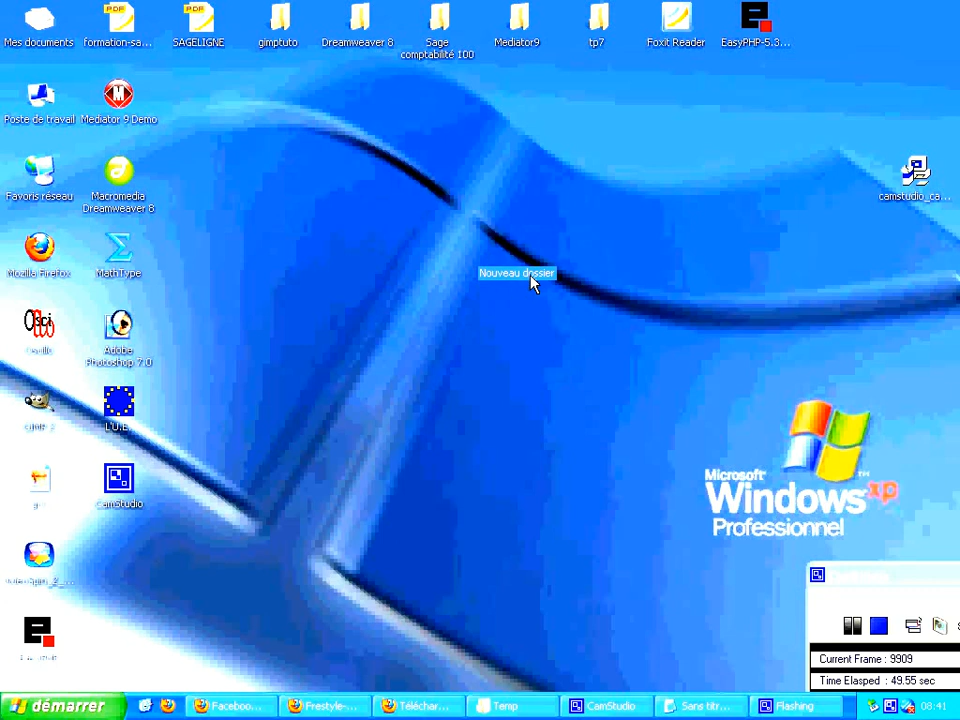 Mes documents
formation-sa...
SAGELIGNE
gimptuto
Dreamweaver 8
Sage
comptabilité 100
Mediator9
tp7
Foxit Reader
EasyPHP-5.3...
Poste de travail
Mediator 9 Demo
Favoris réseau
Macromedia
Dreamweaver 8
camstudio_ca...
Mozilla Firefox
MathType
Nouveau dossier
Adobe
Photoshop 7.0
L'U.E.
CamStudio
Microsoft
Windows xp
Professionnel
Current Frame : 9909
Time Elasped : 49.55 sec
démarrer
Faceboo...
Frestyle-...
Téléchar...
Temp
CamStudio
Sans titr...
Flashing
08:41